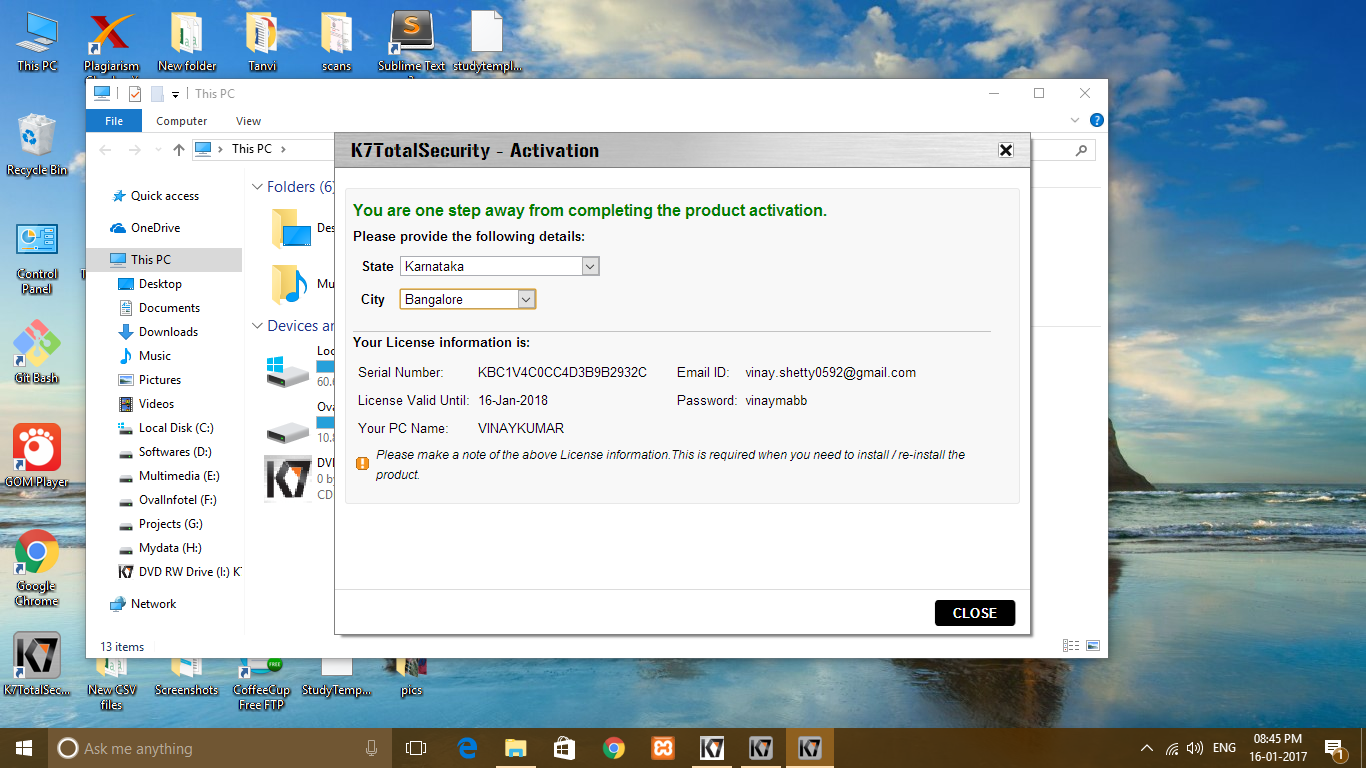 This PC
Plagiarism
New folder
Tanvi
scans
Sublime Text
studytempl...
This PC
File
Computer
View
This PC
Recycle Bin
Control
Panel
Git Bash
GOM Player
Google
Chrome
K7TotalSec...
Quick access
OneDrive
This PC
Desktop
Documents
Downloads
Music
Pictures
Videos
Local Disk (C:)
Softwares (D:)
Multimedia (E:)
OvalInfotel (F:)
Projects (G:)
Mydata (H:)
DVD RW Drive (I:) K7
Network
13 items
Folders (6)
Des
Mu
Devices an
Loc
60.6
Ova
10.8
DVD
0 by
CD
K7TotalSecurity - Activation
You are one step away from completing the product activation.
Please provide the following details:
State Karnataka
City Bangalore
Your License information is:
Serial Number: KBC1V4C0CC4D3B9B2932C Email ID: vinay.shetty0592@gmail.com
License Valid Until: 16-Jan-2018 Password: vinaymabb
Your PC Name: VINAYKUMAR
Please make a note of the above License information.This is required when you need to install / re-install the
product.
CLOSE
New CSV
files
Screenshots
CoffeeCup
Free FTP
StudyTemp...
pics
Ask me anything
ENG
08:45 PM
16-01-2017
1